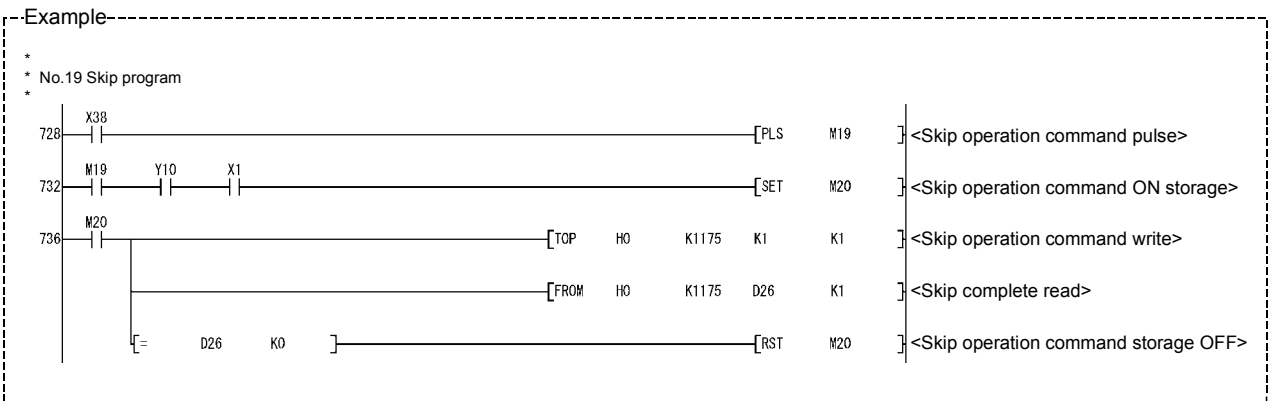 Example
*
* No.19 Skip program
*
X38
728 [PLS M19 ] <Skip operation command pulse>
M19 Y10 X1
732 [SET M20 ] <Skip operation command ON storage>
M20
736 [TOP H0 K1175 K1 K1 ] <Skip operation command write>
[FROM H0 K1175 D26 K1 ] <Skip complete read>
[= D26 K0 ] [RST M20 ] <Skip operation command storage OFF>